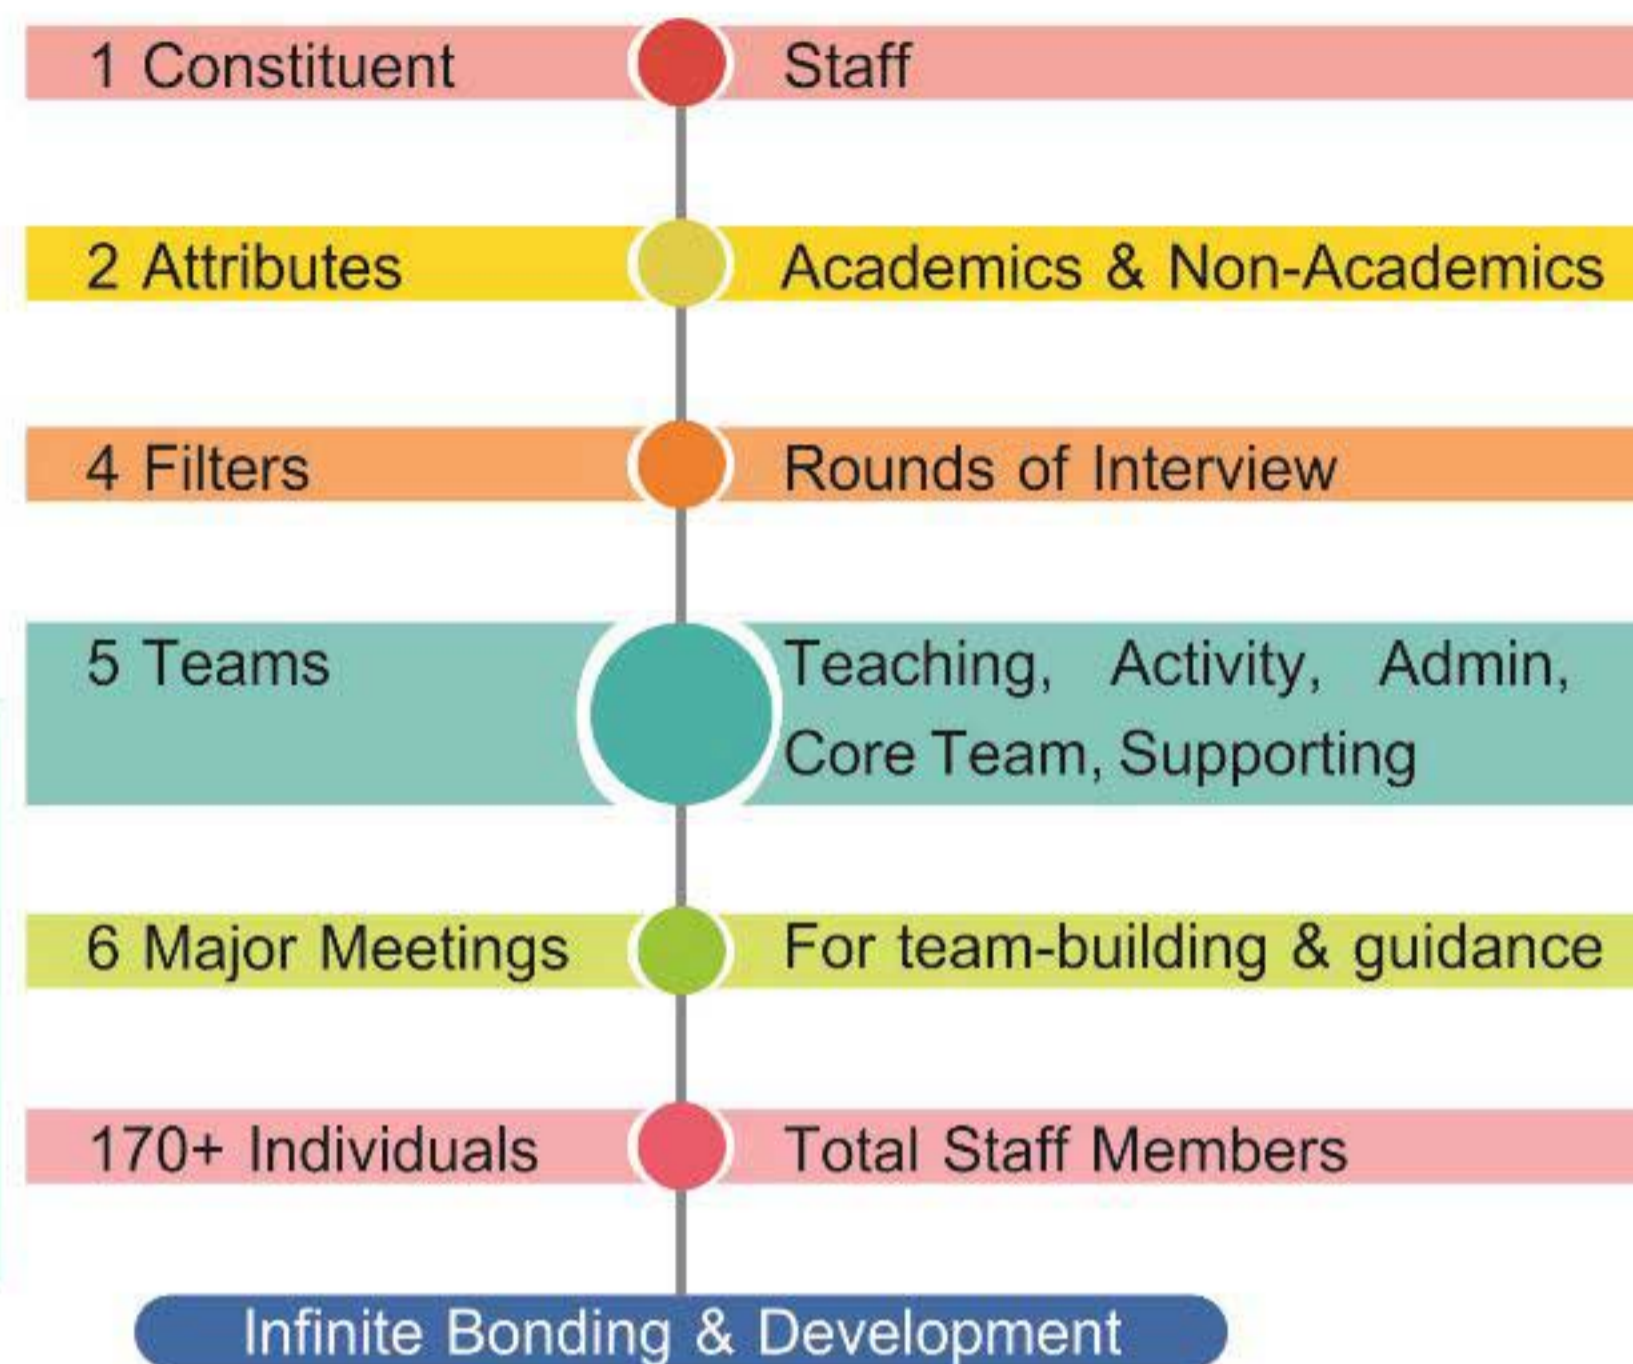 1 Constituent Staff
2 Attributes Academics & Non-Academics
4 Filters Rounds of Interview
5 Teams Teaching, Activity, Admin,
Core Team, Supporting
6 Major Meetings For team-building & guidance
170+ Individuals Total Staff Members
Infinite Bonding & Development